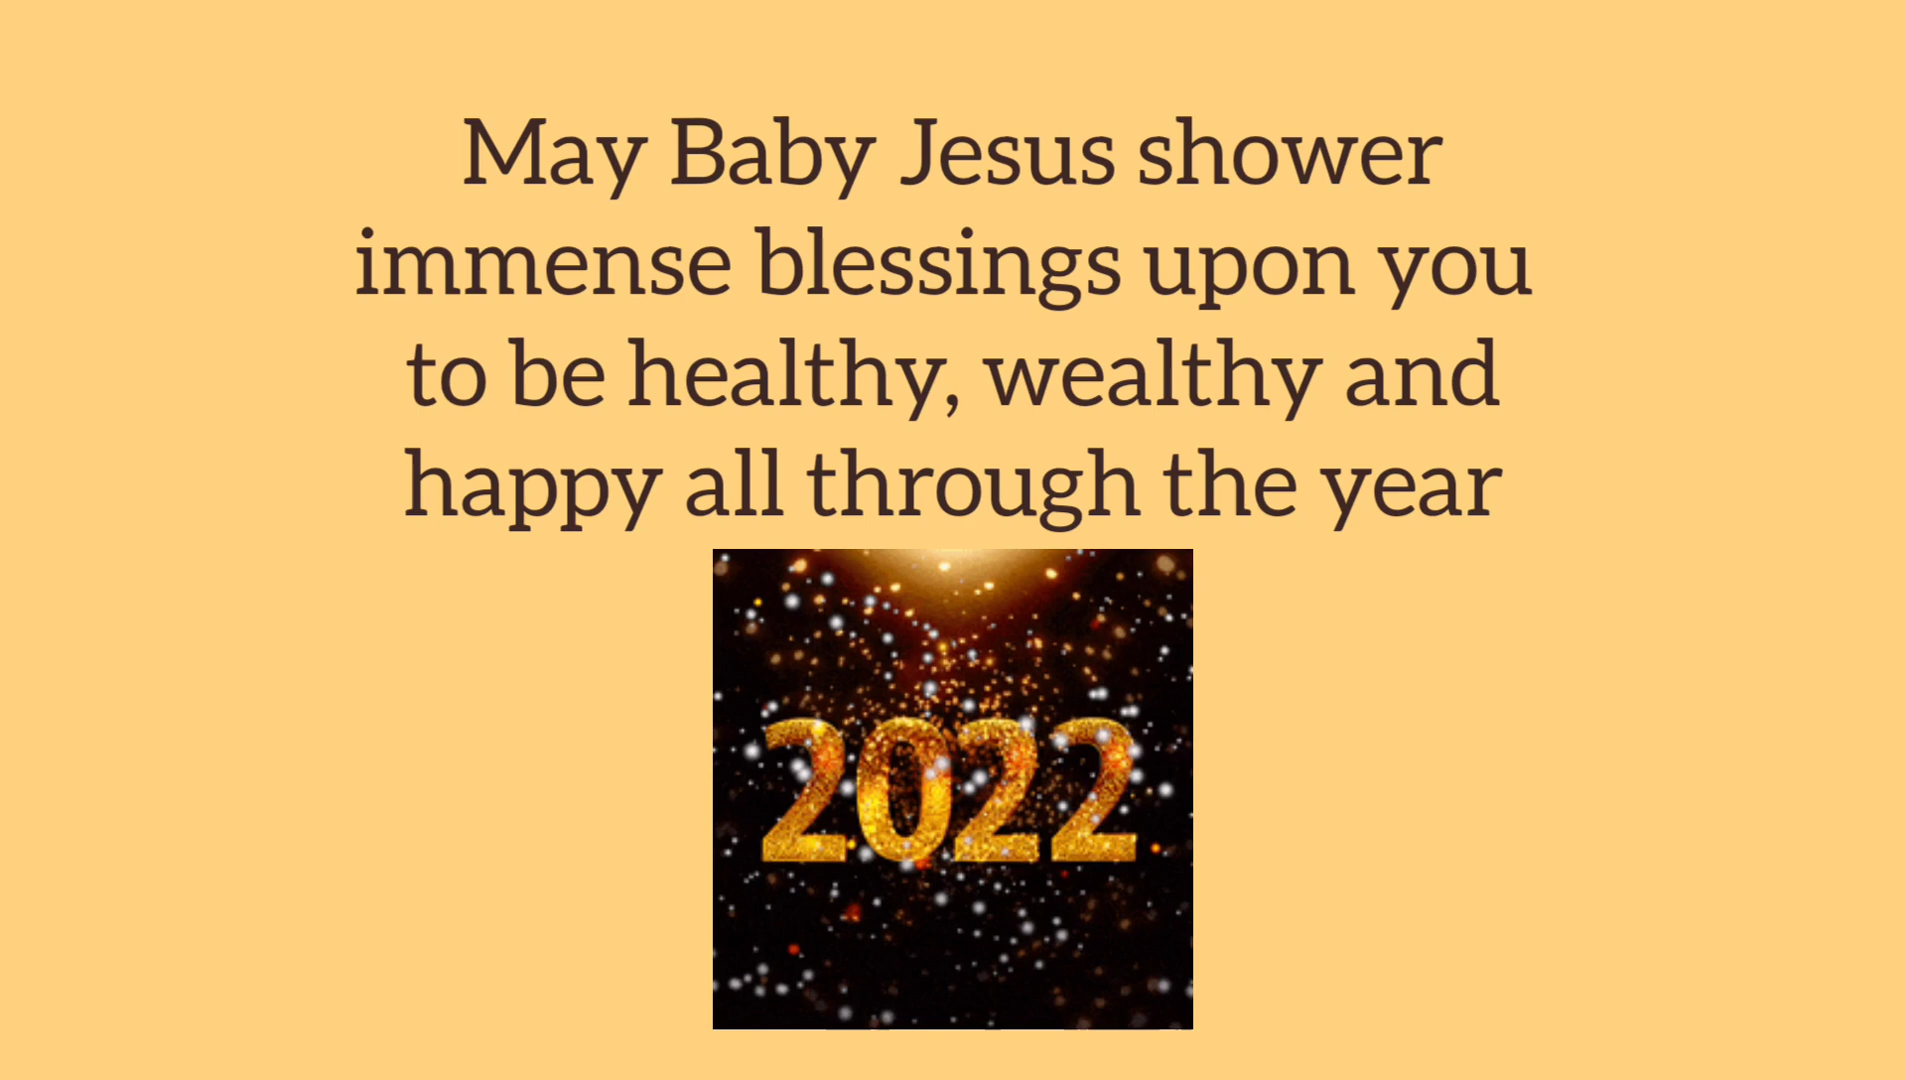 May Baby Jesus shower
immense blessings upon you
to be healthy, wealthy and
happy all through the year
2022